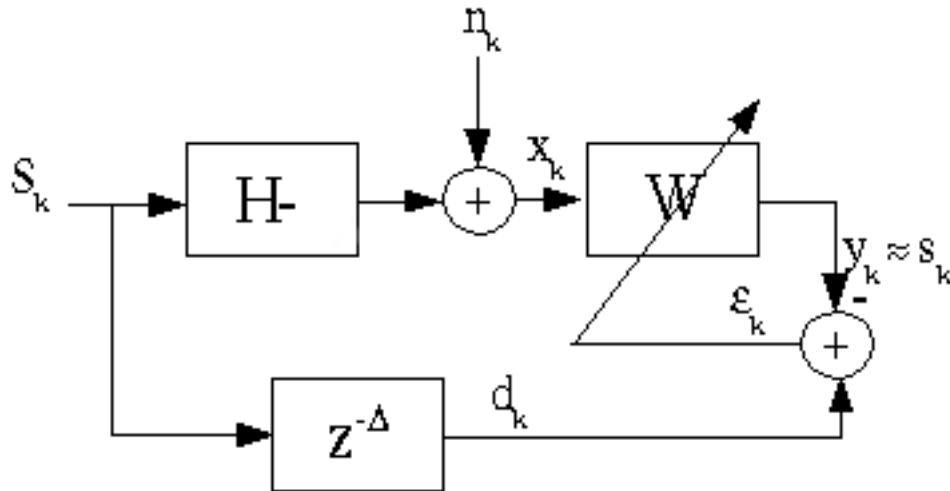 n_k
S_k
H-
+
x_k
W
y_k ≈ s_k
-
ε_k
+
z^-Δ
d_k